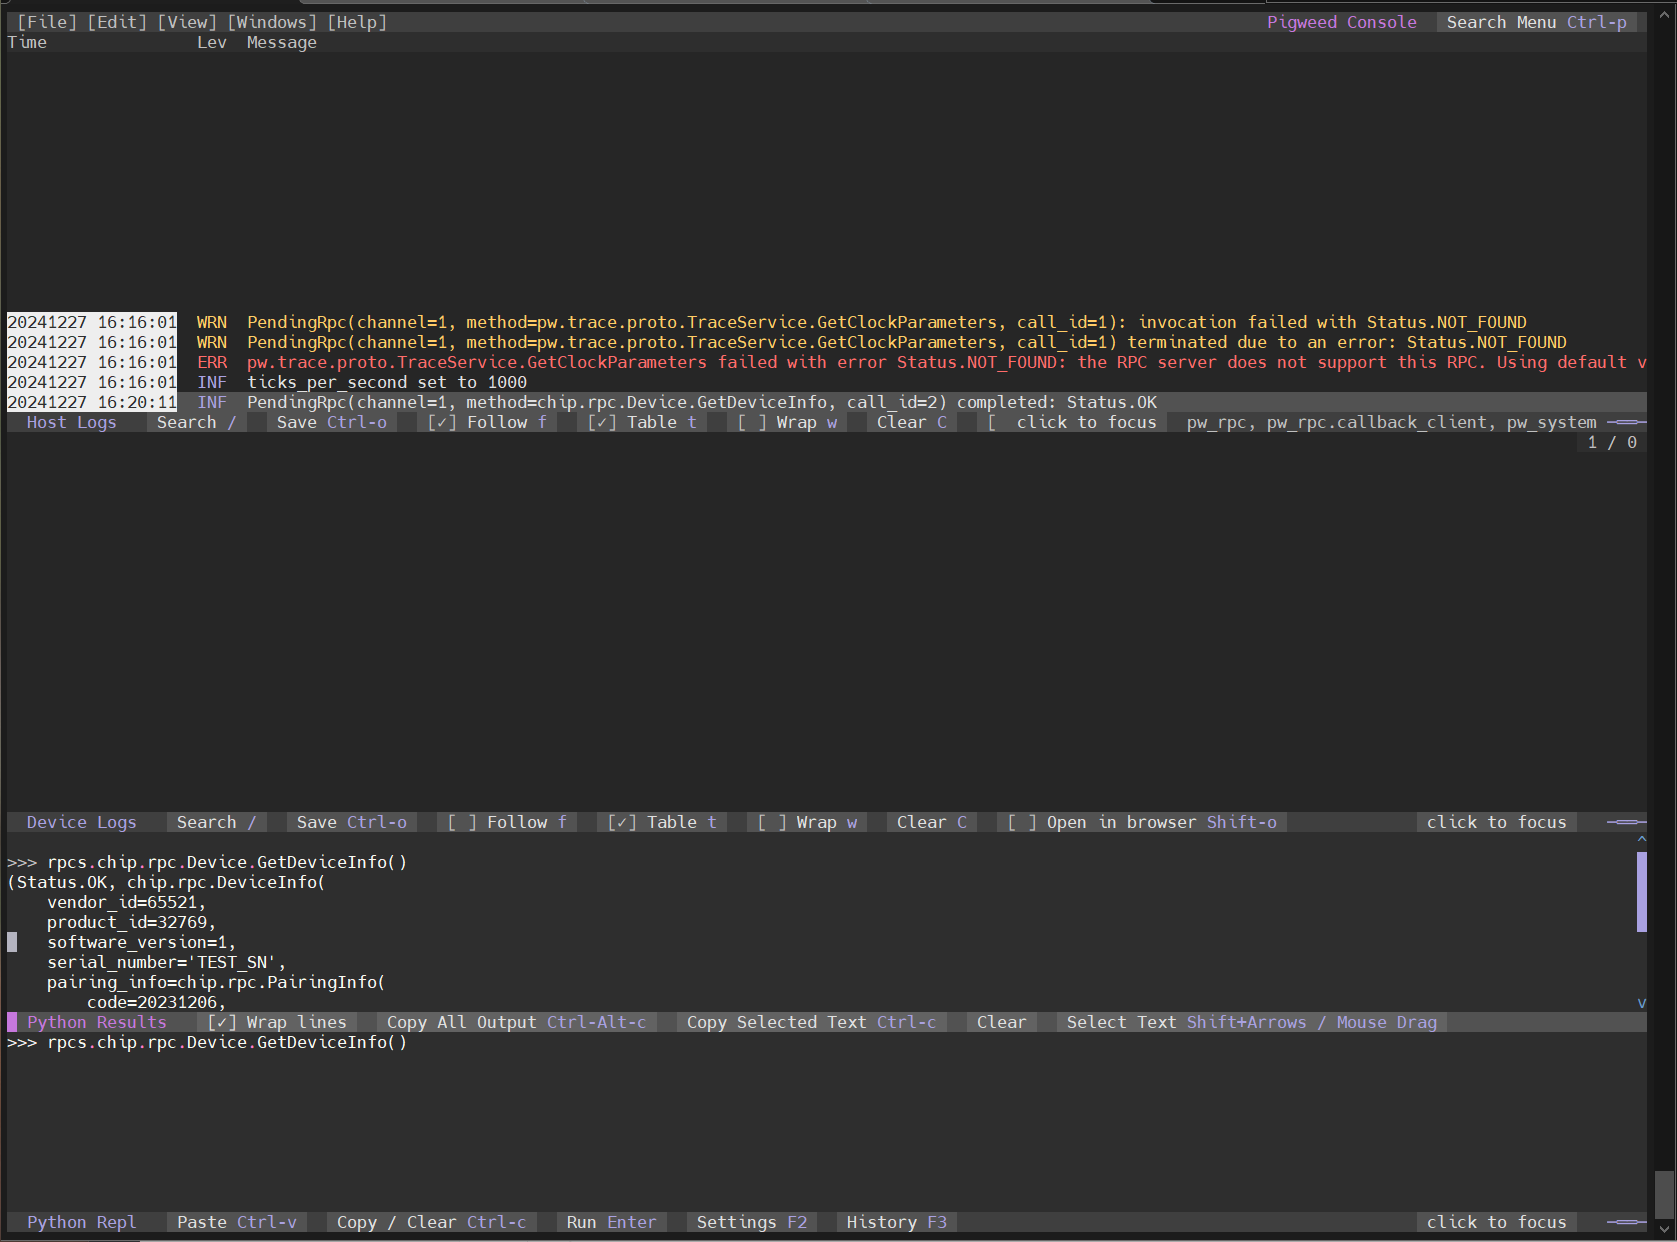 [File] [Edit] [View] [Windows] [Help] Pigweed Console Search Menu Ctrl-p
Time Lev Message
20241227 16:16:01 WRN PendingRpc(channel=1, method=pw.trace.proto.TraceService.GetClockParameters, call_id=1): invocation failed with Status.NOT_FOUND
20241227 16:16:01 WRN PendingRpc(channel=1, method=pw.trace.proto.TraceService.GetClockParameters, call_id=1) terminated due to an error: Status.NOT_FOUND
20241227 16:16:01 ERR pw.trace.proto.TraceService.GetClockParameters failed with error Status.NOT_FOUND: the RPC server does not support this RPC. Using default v
20241227 16:16:01 INF ticks_per_second set to 1000
20241227 16:20:11 INF PendingRpc(channel=1, method=chip.rpc.Device.GetDeviceInfo, call_id=2) completed: Status.OK
Host Logs Search / Save Ctrl-o [✓] Follow f [✓] Table t [ ] Wrap w Clear C [ click to focus pw_rpc, pw_rpc.callback_client, pw_system
1 / 0
Device Logs Search / Save Ctrl-o [ ] Follow f [✓] Table t [ ] Wrap w Clear C [ ] Open in browser Shift-o click to focus
>>> rpcs.chip.rpc.Device.GetDeviceInfo()
(Status.OK, chip.rpc.DeviceInfo(
    vendor_id=65521,
    product_id=32769,
    software_version=1,
    serial_number='TEST_SN',
    pairing_info=chip.rpc.PairingInfo(
        code=20231206,
Python Results [✓] Wrap lines Copy All Output Ctrl-Alt-c Copy Selected Text Ctrl-c Clear Select Text Shift+Arrows / Mouse Drag
>>> rpcs.chip.rpc.Device.GetDeviceInfo()
Python Repl Paste Ctrl-v Copy / Clear Ctrl-c Run Enter Settings F2 History F3 click to focus